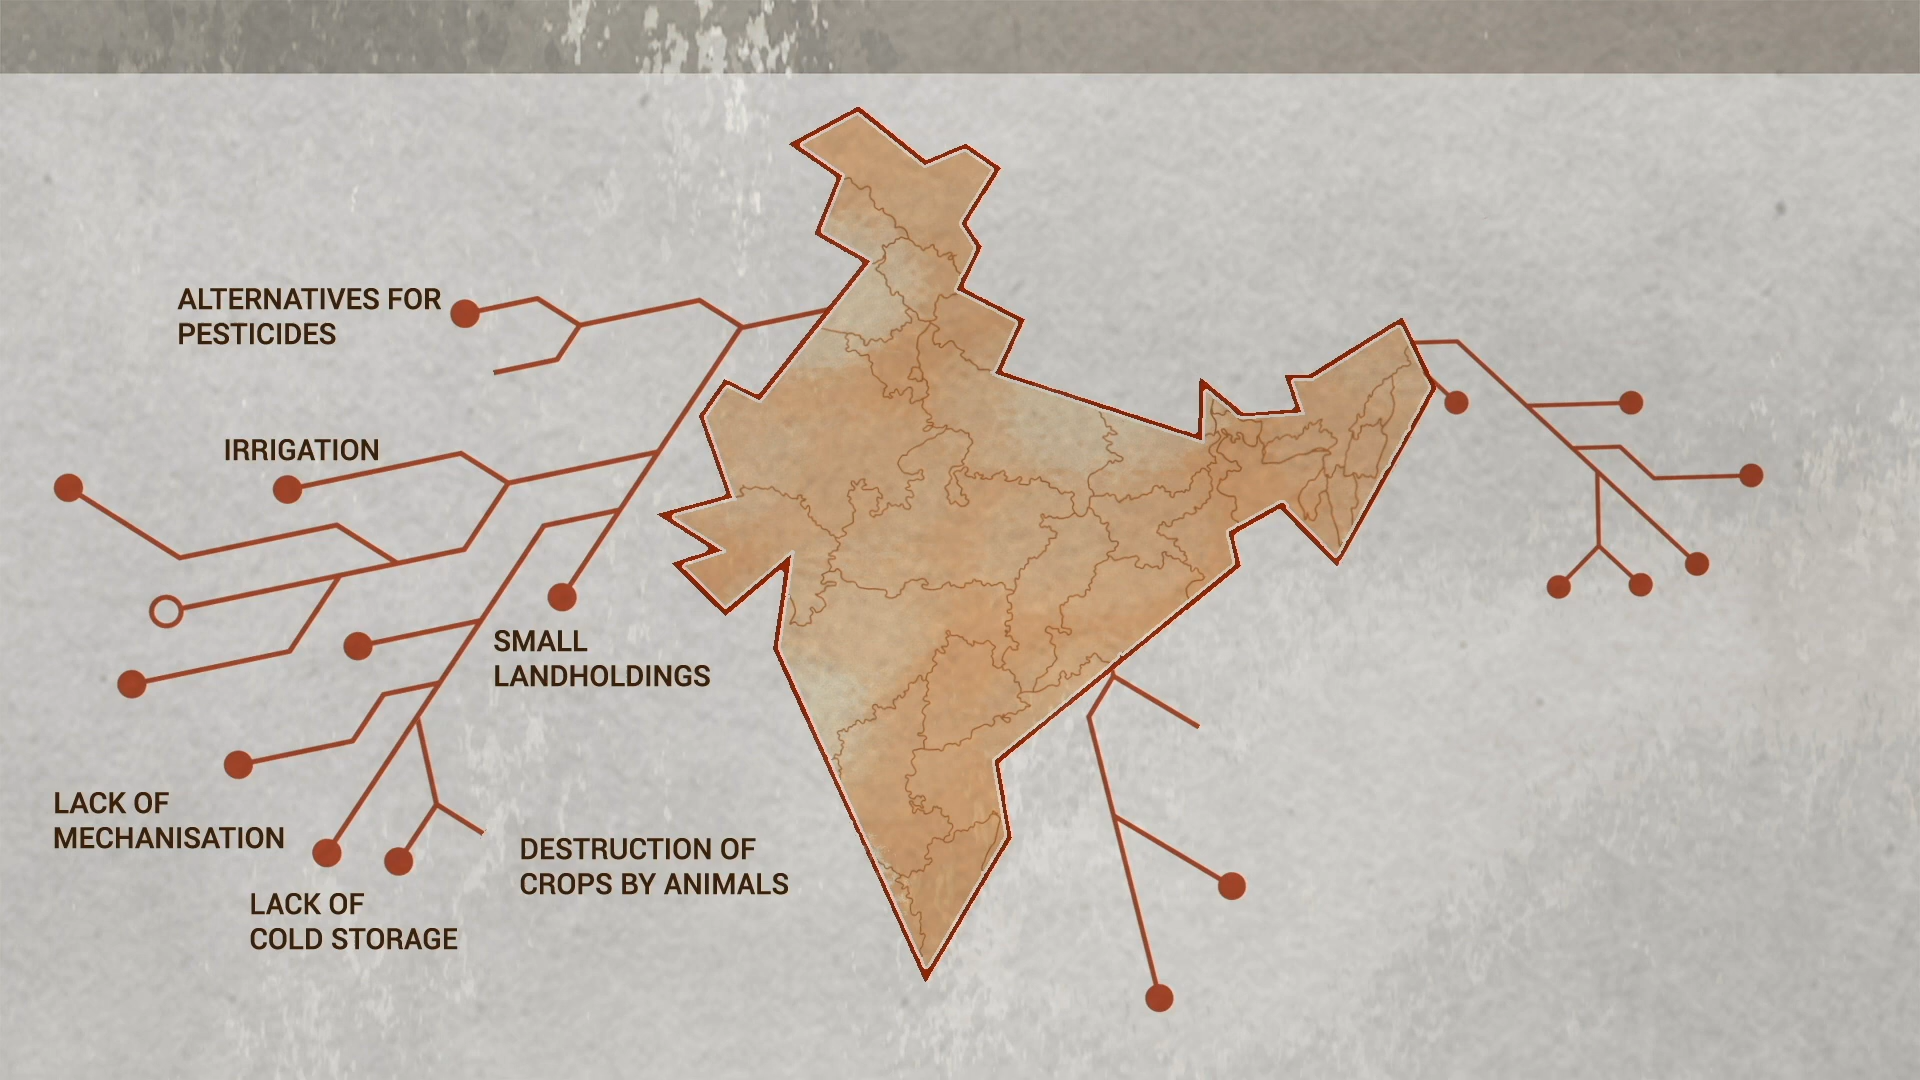 ALTERNATIVES FOR
PESTICIDES
IRRIGATION
SMALL
LANDHOLDINGS
LACK OF
MECHANISATION
DESTRUCTION OF
CROPS BY ANIMALS
LACK OF
COLD STORAGE